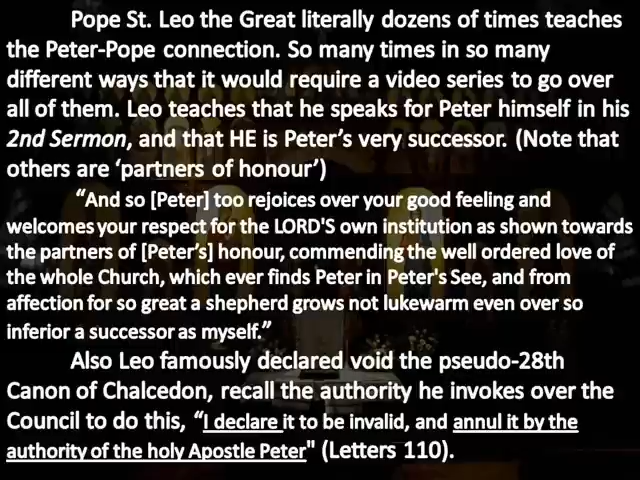 Pope St. Leo the Great literally dozens of times teaches
the Peter-Pope connection. So many times in so many
different ways that it would require a video series to go over
all of them. Leo teaches that he speaks for Peter himself in his
2nd Sermon, and that HE is Peter's very successor. (Note that
others are 'partners of honour')
"And so [Peter] too rejoices over your good feeling and
welcomes your respect for the LORD'S own institution as shown towards
the partners of [Peter's] honour, commending the well ordered love of
the whole Church, which ever finds Peter in Peter's See, and from
affection for so great a shepherd grows not lukewarm even over so
inferior a successor as myself."
Also Leo famously declared void the pseudo-28th
Canon of Chalcedon, recall the authority he invokes over the
Council to do this, "I declare it to be invalid, and annul it by the
authority of the holy Apostle Peter" (Letters 110).